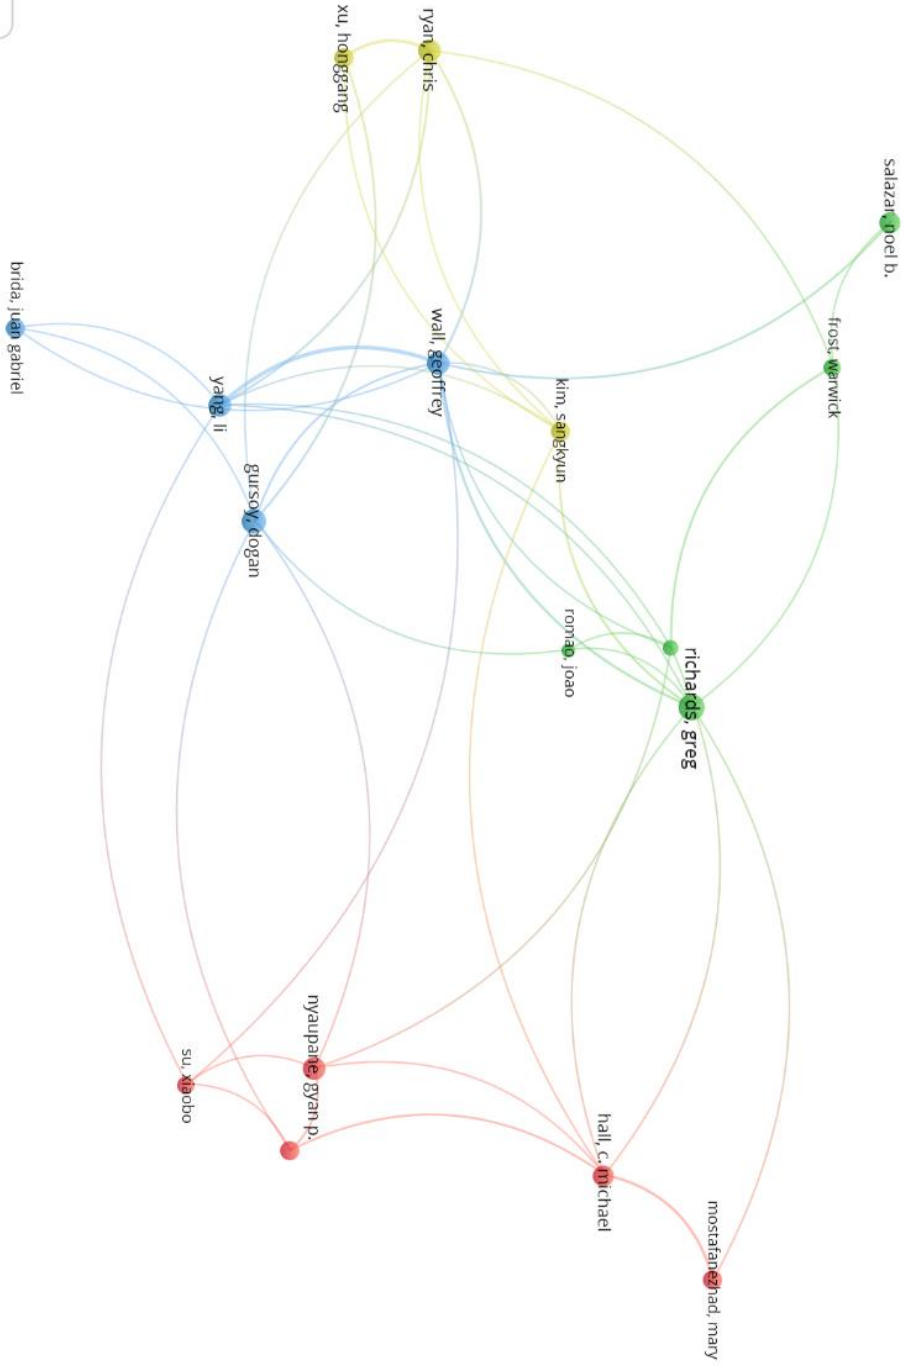 salazar, noel b.
frost, warwick
ryan, chris
xu, honggang
wall, geoffrey
kim, sangkyun
brida, juan gabriel
yang, li
gursoy, dogan
romao, joao
richards, greg
nyaupane, gyan p.
su, xiaobo
hall, c. michael
mostafanezhad, mary